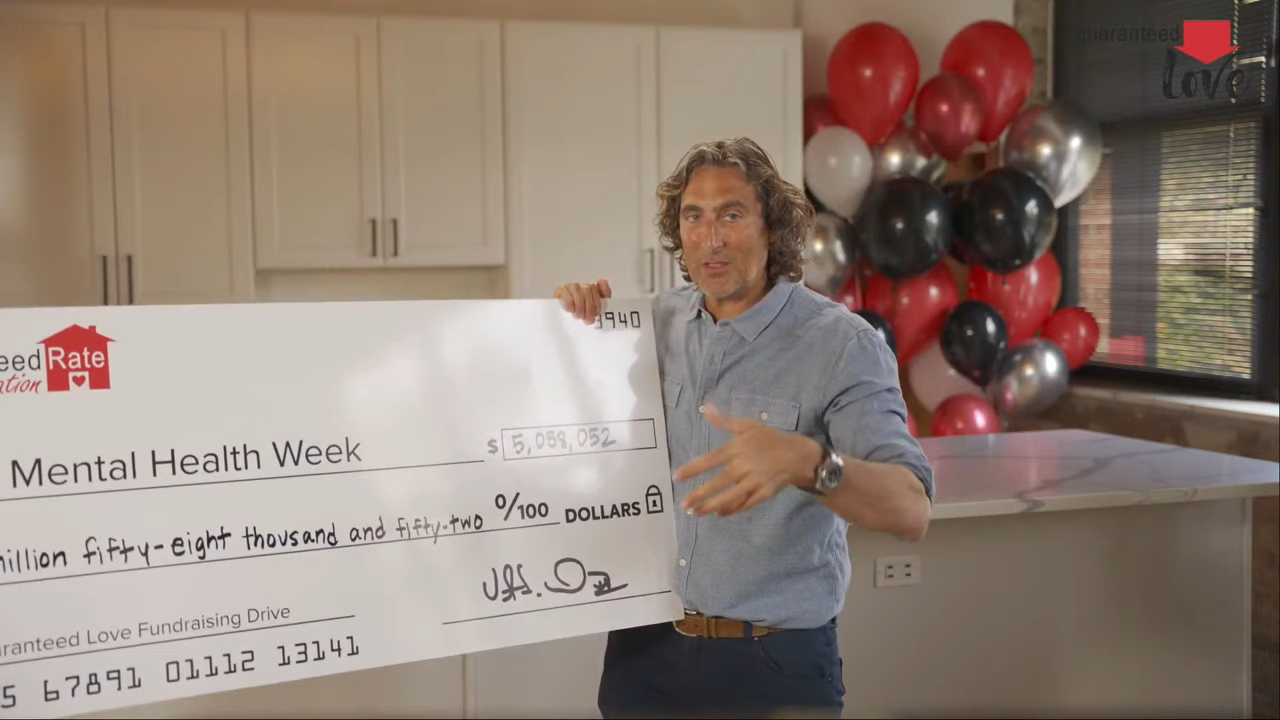 guaranteed
Love
3940
eed Rate
ation
Mental Health Week
$ 5,058,052
million fifty-eight thousand and fifty-two 0/100 DOLLARS
uaranteed Love Fundraising Drive
5 67891 01112 13141